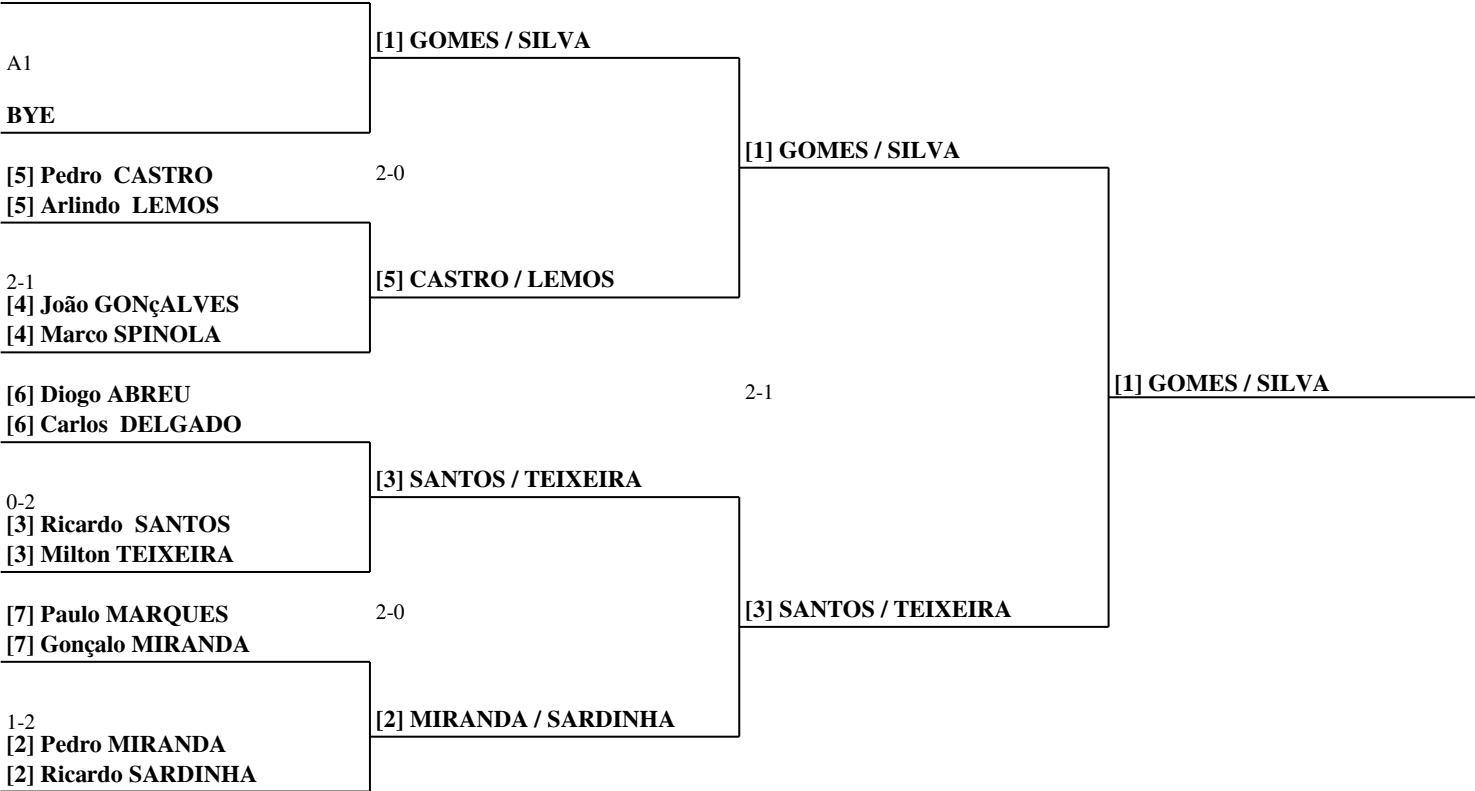 [1] GOMES / SILVA
A1
BYE
[1] GOMES / SILVA
[5] Pedro  CASTRO
2-0
[5] Arlindo  LEMOS
2-1
[5] CASTRO / LEMOS
[4] João GONçALVES
[4] Marco SPINOLA
[6] Diogo ABREU
2-1
[1] GOMES / SILVA
[6] Carlos  DELGADO
[3] SANTOS / TEIXEIRA
0-2
[3] Ricardo  SANTOS
[3] Milton TEIXEIRA
[7] Paulo MARQUES
2-0
[3] SANTOS / TEIXEIRA
[7] Gonçalo MIRANDA
1-2
[2] MIRANDA / SARDINHA
[2] Pedro MIRANDA
[2] Ricardo SARDINHA